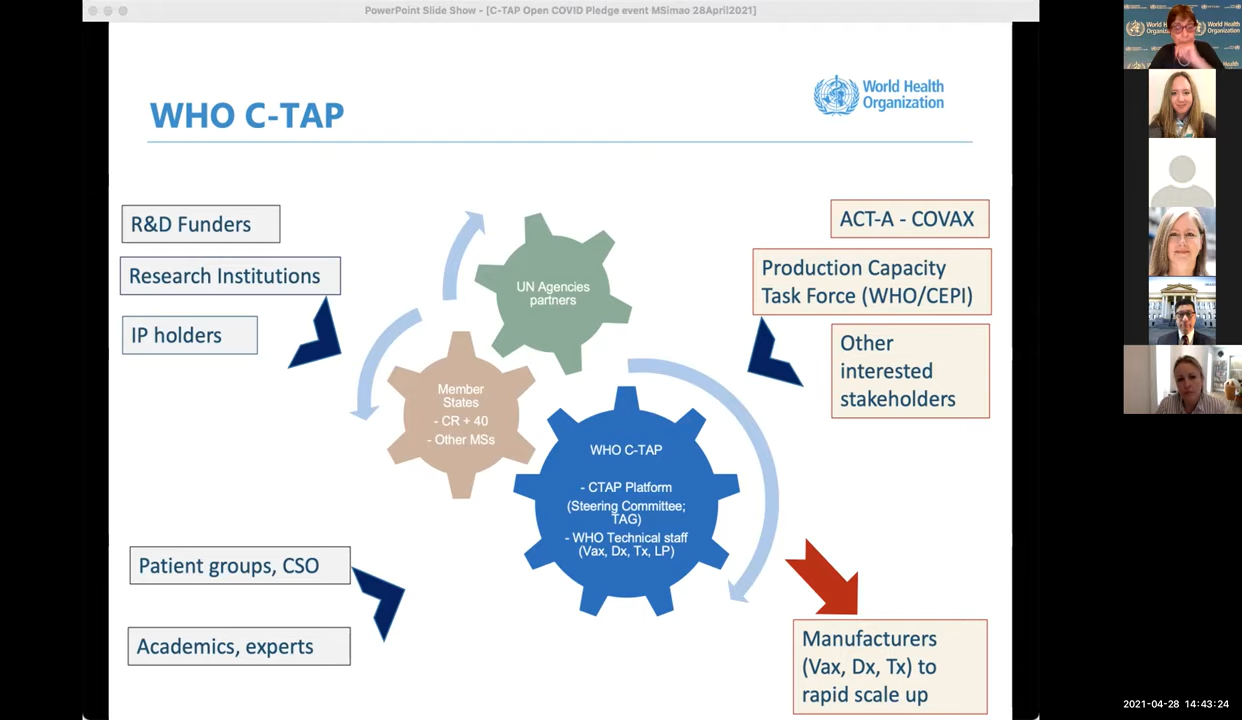 PowerPoint Slide Show - [C-TAP Open COVID Pledge event MSimao 28April2021]
WHO C-TAP
World Health
Organization
R&D Funders
Research Institutions
IP holders
UN Agencies
partners
ACT-A - COVAX
Production Capacity
Task Force (WHO/CEPI)
Other
interested
stakeholders
Member
States
- CR + 40
- Other MSs
WHO C-TAP
- CTAP Platform
(Steering Committee;
TAG)
- WHO Technical staff
(Vax, Dx, Tx, LP)
Patient groups, CSO
Academics, experts
Manufacturers
(Vax, Dx, Tx) to
rapid scale up
2021-04-28 14:43:24